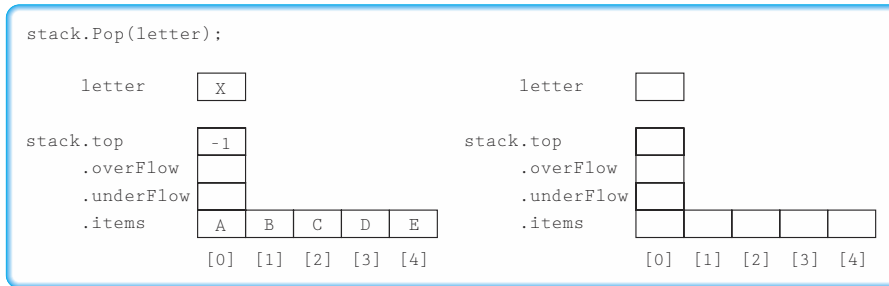 stack.Pop(letter);
letter X letter
stack.top -1 stack.top
.overFlow .overFlow
.underFlow .underFlow
.items A B C D E .items
[0] [1] [2] [3] [4] [0] [1] [2] [3] [4]